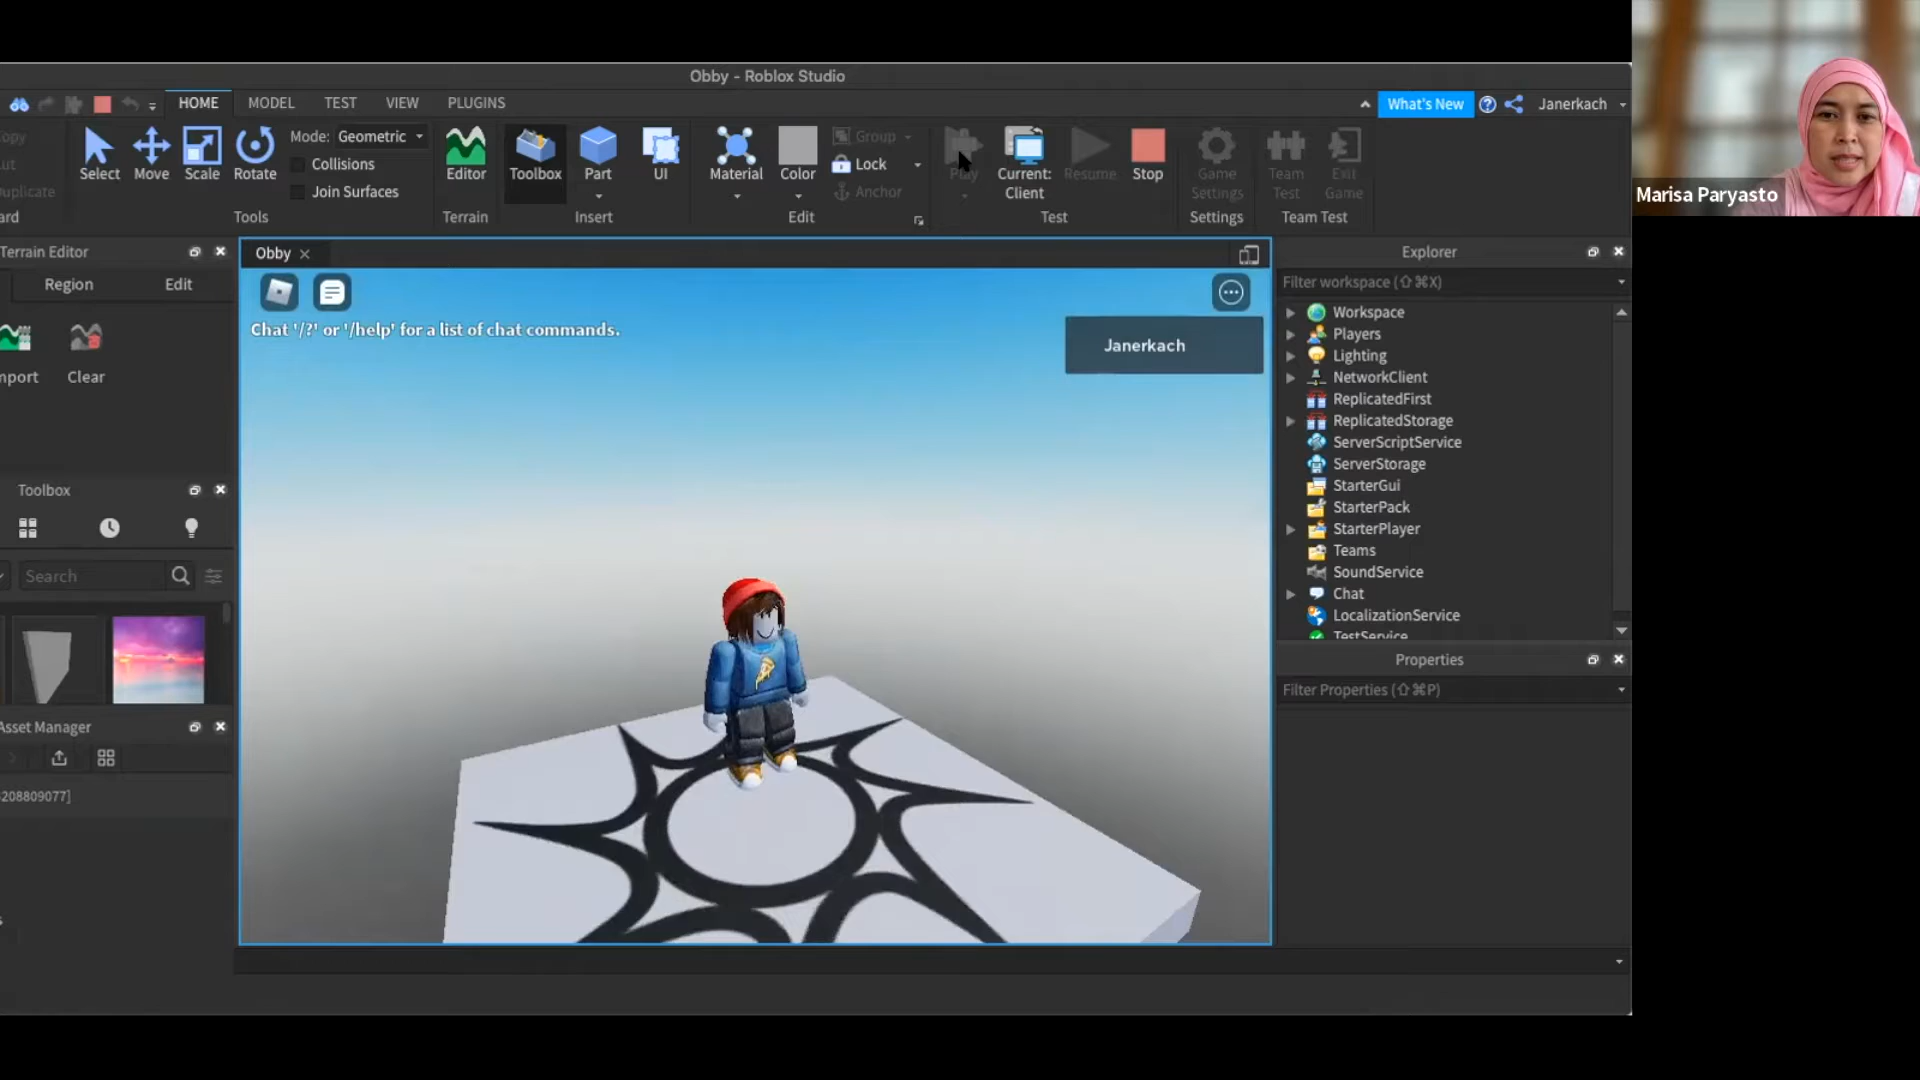 Obby - Roblox Studio
HOME MODEL TEST VIEW PLUGINS
What's New Janerkach
Select Move Scale Rotate
Mode: Geometric
Collisions
Join Surfaces
Tools
Editor
Terrain
Toolbox Part UI
Insert
Material Color
Group
Lock
Anchor
Edit
Play
Current:
Client
Resume Stop
Test
Game
Settings
Settings
Team
Test
Exit
Game
Team Test
Terrain Editor
Region Edit
Clear
Toolbox
Search
Asset Manager
208809077]
Obby
Chat '/?' or '/help' for a list of chat commands.
Janerkach
Explorer
Filter workspace (⇧⌘X)
Workspace
Players
Lighting
NetworkClient
ReplicatedFirst
ReplicatedStorage
ServerScriptService
ServerStorage
StarterGui
StarterPack
StarterPlayer
Teams
SoundService
Chat
LocalizationService
TestService
Properties
Filter Properties (⇧⌘P)
Marisa Paryasto